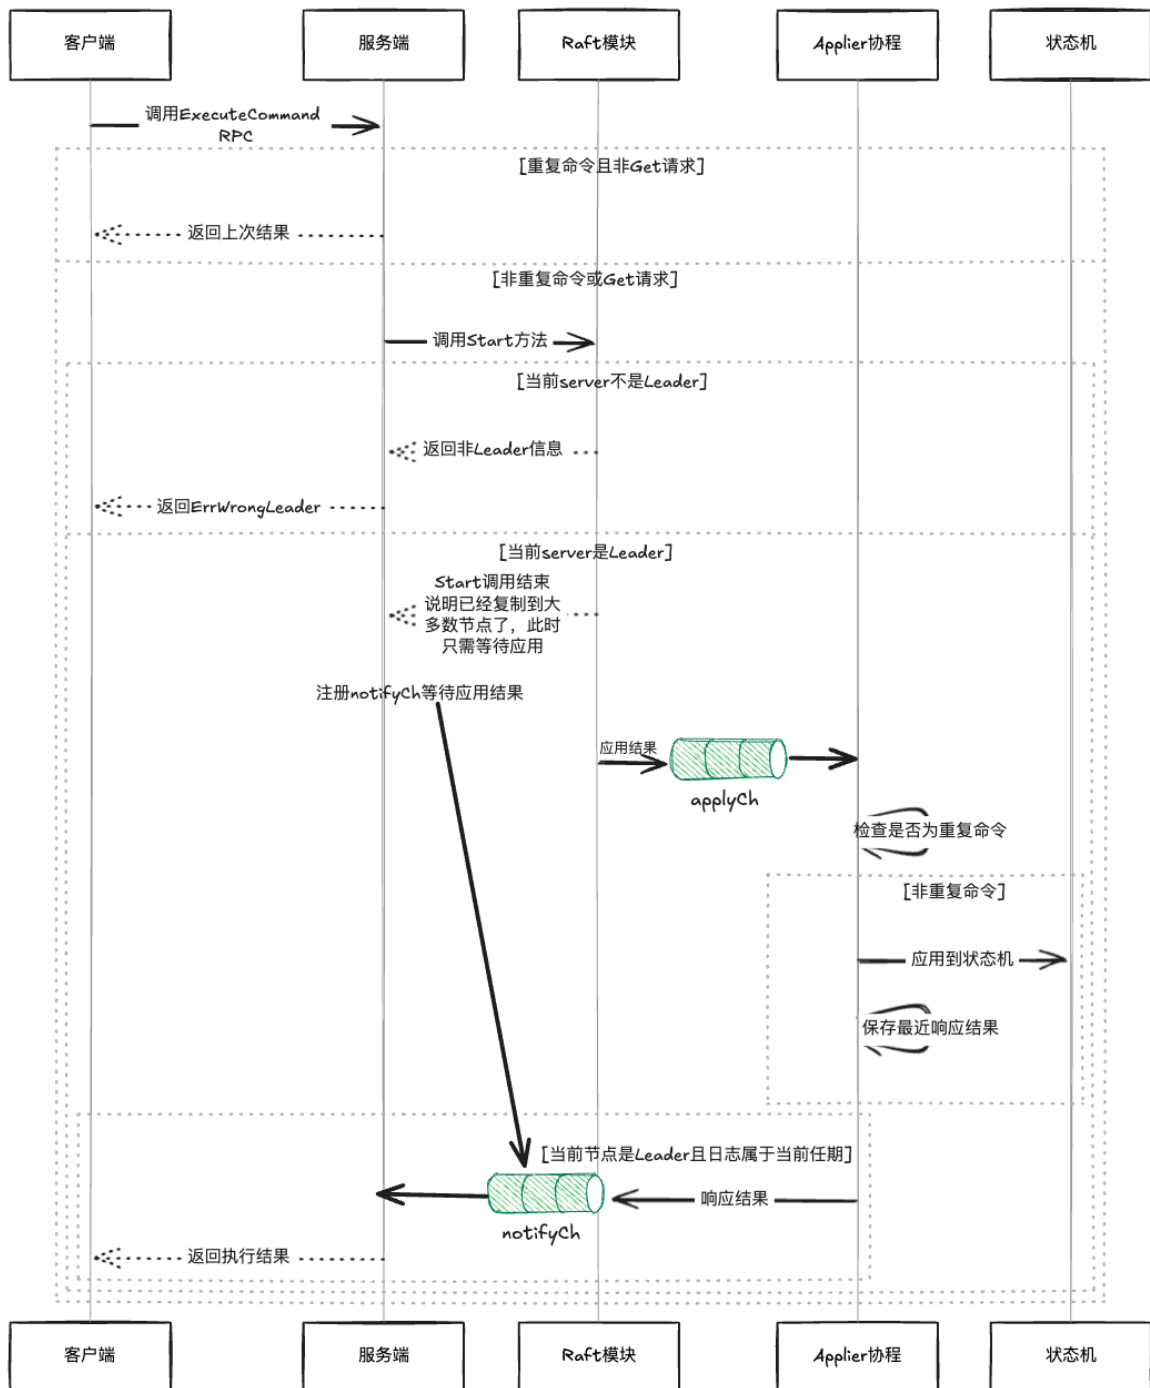 客户端
服务端
Raft模块
Applier协程
状态机
调用ExecuteCommand
RPC
[重复命令且非Get请求]
返回上次结果
[非重复命令或Get请求]
调用Start方法
[当前server不是Leader]
返回非Leader信息
返回ErrWrongLeader
[当前server是Leader]
Start调用结束
说明已经复制到大
多数节点了，此时
只需等待应用
注册notifyCh等待应用结果
应用结果
applyCh
检查是否为重复命令
[非重复命令]
应用到状态机
保存最近响应结果
[当前节点是Leader且日志属于当前任期]
响应结果
notifyCh
返回执行结果
客户端
服务端
Raft模块
Applier协程
状态机